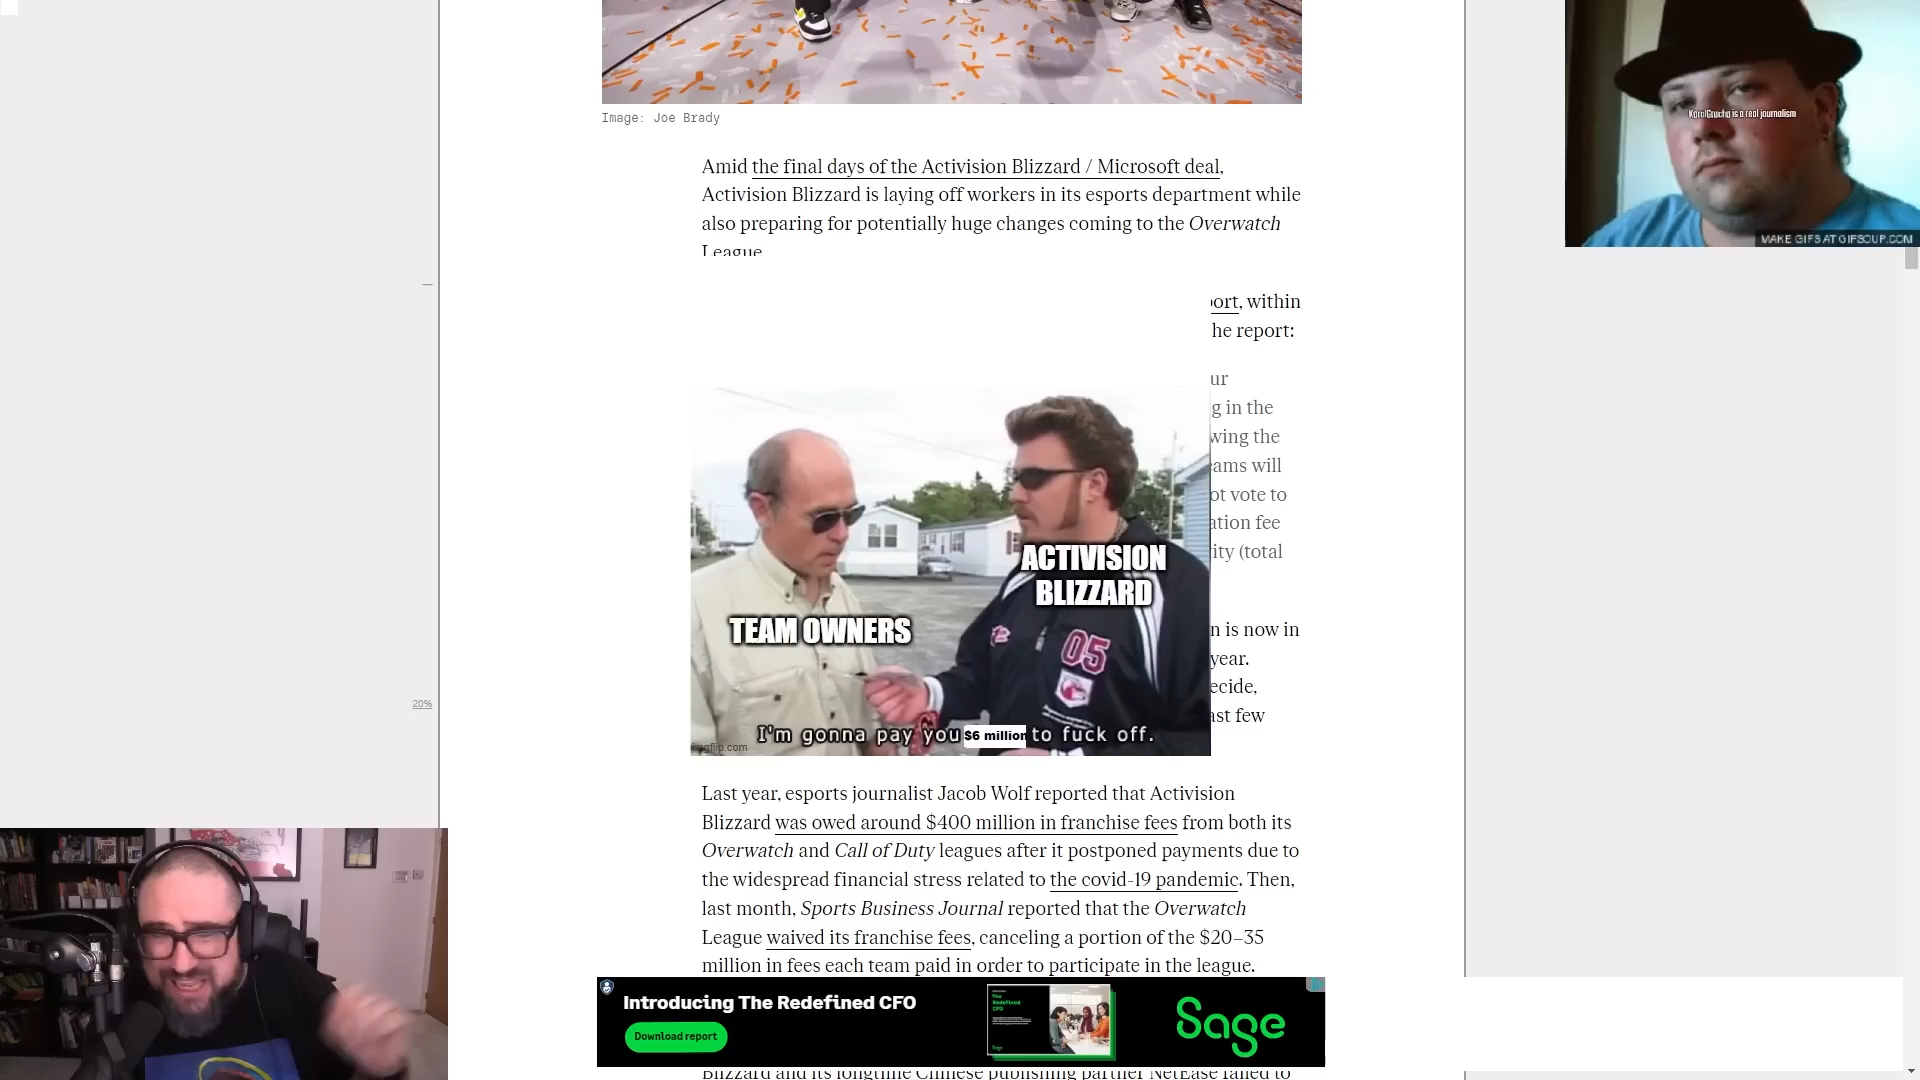 Image: Joe Brady
Amid the final days of the Activision Blizzard / Microsoft deal,
Activision Blizzard is laying off workers in its esports department while
also preparing for potentially huge changes coming to the Overwatch
League
port, within
he report:
ur
g in the
wing the
eams will
ot vote to
ation fee
ity (total
n is now in
year.
ecide,
ast few
TEAM OWNERS
ACTIVISION
BLIZZARD
I'm gonna pay you $6 million to fuck off.
imgflip.com
Last year, esports journalist Jacob Wolf reported that Activision
Blizzard was owed around $400 million in franchise fees from both its
Overwatch and Call of Duty leagues after it postponed payments due to
the widespread financial stress related to the covid-19 pandemic. Then,
last month, Sports Business Journal reported that the Overwatch
League waived its franchise fees, canceling a portion of the $20–35
million in fees each team paid in order to participate in the league.
Introducing The Redefined CFO
Download report
The
Redefined
CFO
Sage
Blizzard and its longtime Chinese publishing partner NetEase failed to
20%
KarolGrucha is a real journalism
MAKE GIFS AT GIFSOUP.COM
05